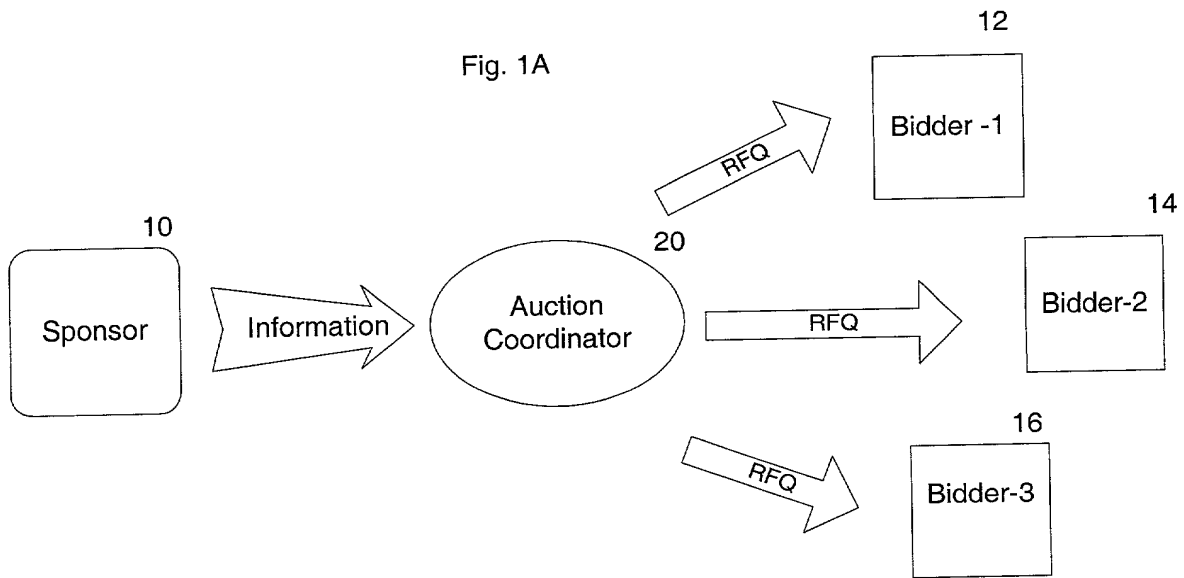 Fig. 1A
12
Bidder -1
RFQ
10
Sponsor
Information
20
Auction
Coordinator
RFQ
14
Bidder-2
RFQ
16
Bidder-3